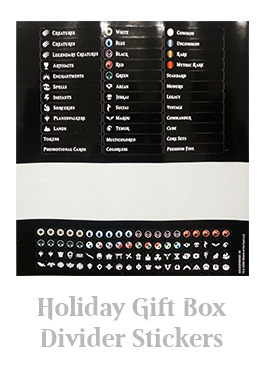 Creatures
Creatures
Legendary Creatures
Artifacts
Enchantments
Spells
Instants
Sorceries
Planeswalkers
Lands
Tokens
Promotional Cards
White
Blue
Black
Red
Green
Abzan
Jeskai
Sultai
Mardu
Temur
Multicolored
Colorless
Common
Uncommon
Rare
Mythic Rare
Standard
Modern
Legacy
Vintage
Commander
Cube
Core Sets
Premium Foil
Holiday Gift Box
Divider Stickers